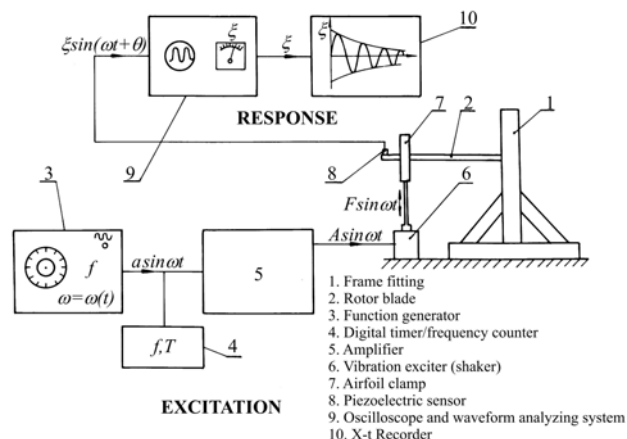 10
ξsin(ωt+θ)
ξ
ξ
ξ
7
2
1
RESPONSE
9
8
6
3
Fsinωt
Asinωt
f
asinωt
5
ω=ω(t)
f,T
4
EXCITATION
1. Frame fitting
2. Rotor blade
3. Function generator
4. Digital timer/frequency counter
5. Amplifier
6. Vibration exciter (shaker)
7. Airfoil clamp
8. Piezoelectric sensor
9. Oscilloscope and waveform analyzing system
10. X-t Recorder